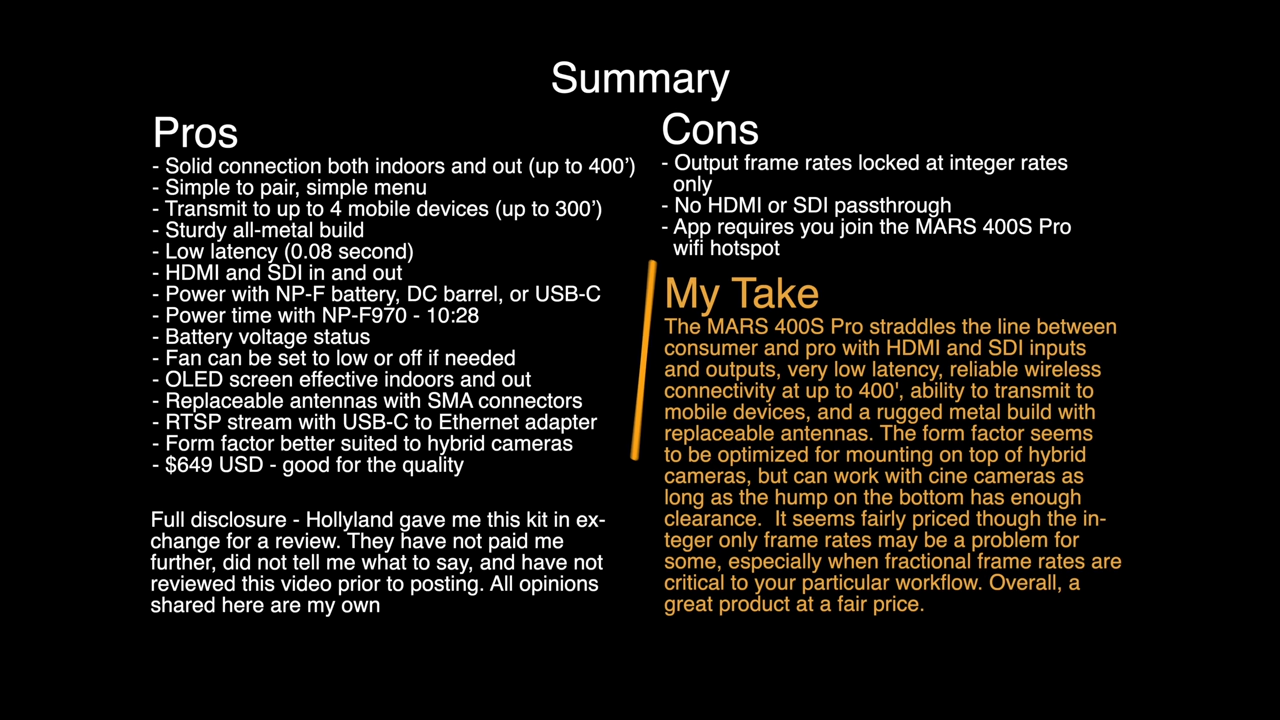 Summary
Pros
- Solid connection both indoors and out (up to 400’)
- Simple to pair, simple menu
- Transmit to up to 4 mobile devices (up to 300’)
- Sturdy all-metal build
- Low latency (0.08 second)
- HDMI and SDI in and out
- Power with NP-F battery, DC barrel, or USB-C
- Power time with NP-F970 - 10:28
- Battery voltage status
- Fan can be set to low or off if needed
- OLED screen effective indoors and out
- Replaceable antennas with SMA connectors
- RTSP stream with USB-C to Ethernet adapter
- Form factor better suited to hybrid cameras
- $649 USD - good for the quality
Full disclosure - Hollyland gave me this kit in ex-
change for a review. They have not paid me
further, did not tell me what to say, and have not
reviewed this video prior to posting. All opinions
shared here are my own
Cons
- Output frame rates locked at integer rates
only
- No HDMI or SDI passthrough
- App requires you join the MARS 400S Pro
wifi hotspot
My Take
The MARS 400S Pro straddles the line between
consumer and pro with HDMI and SDI inputs
and outputs, very low latency, reliable wireless
connectivity at up to 400', ability to transmit to
mobile devices, and a rugged metal build with
replaceable antennas. The form factor seems
to be optimized for mounting on top of hybrid
cameras, but can work with cine cameras as
long as the hump on the bottom has enough
clearance.  It seems fairly priced though the in-
teger only frame rates may be a problem for
some, especially when fractional frame rates are
critical to your particular workflow. Overall, a
great product at a fair price.